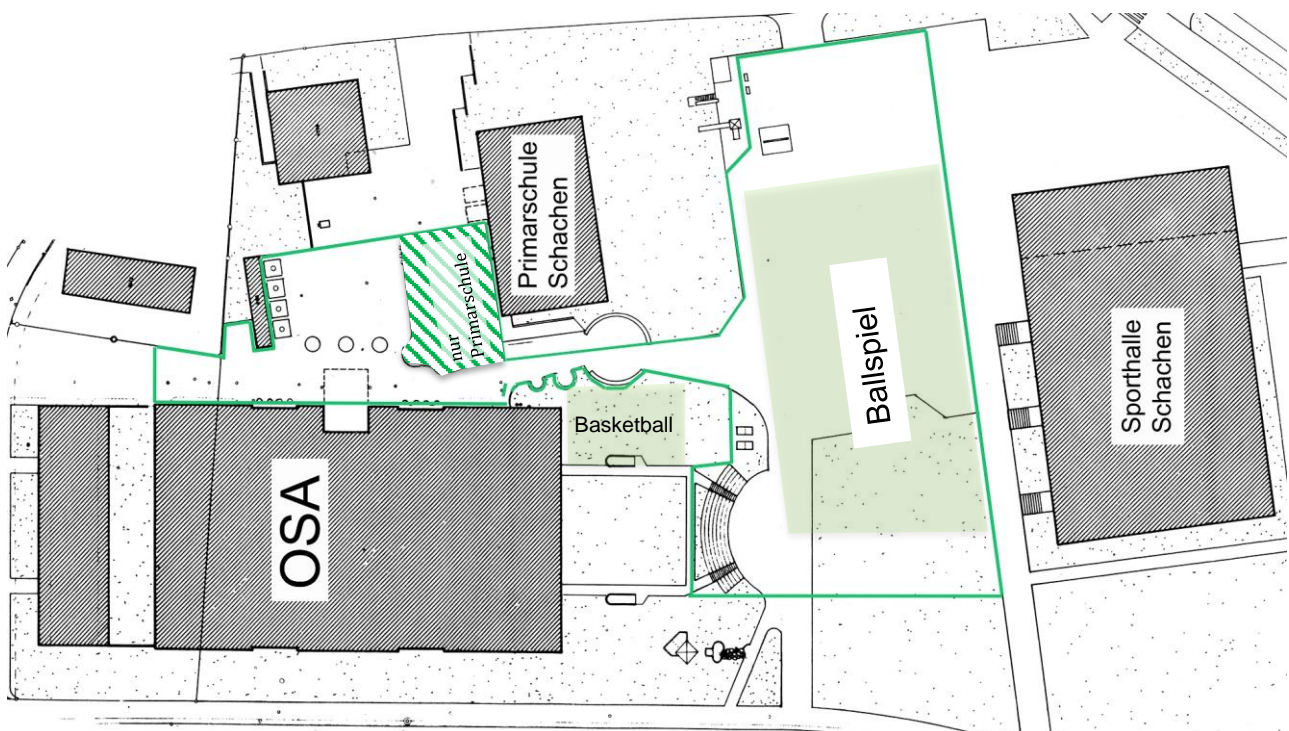 Primarschule
Schachen
nur
Primarschule
Ballspiel
Sporthalle
Schachen
Basketball
OSA